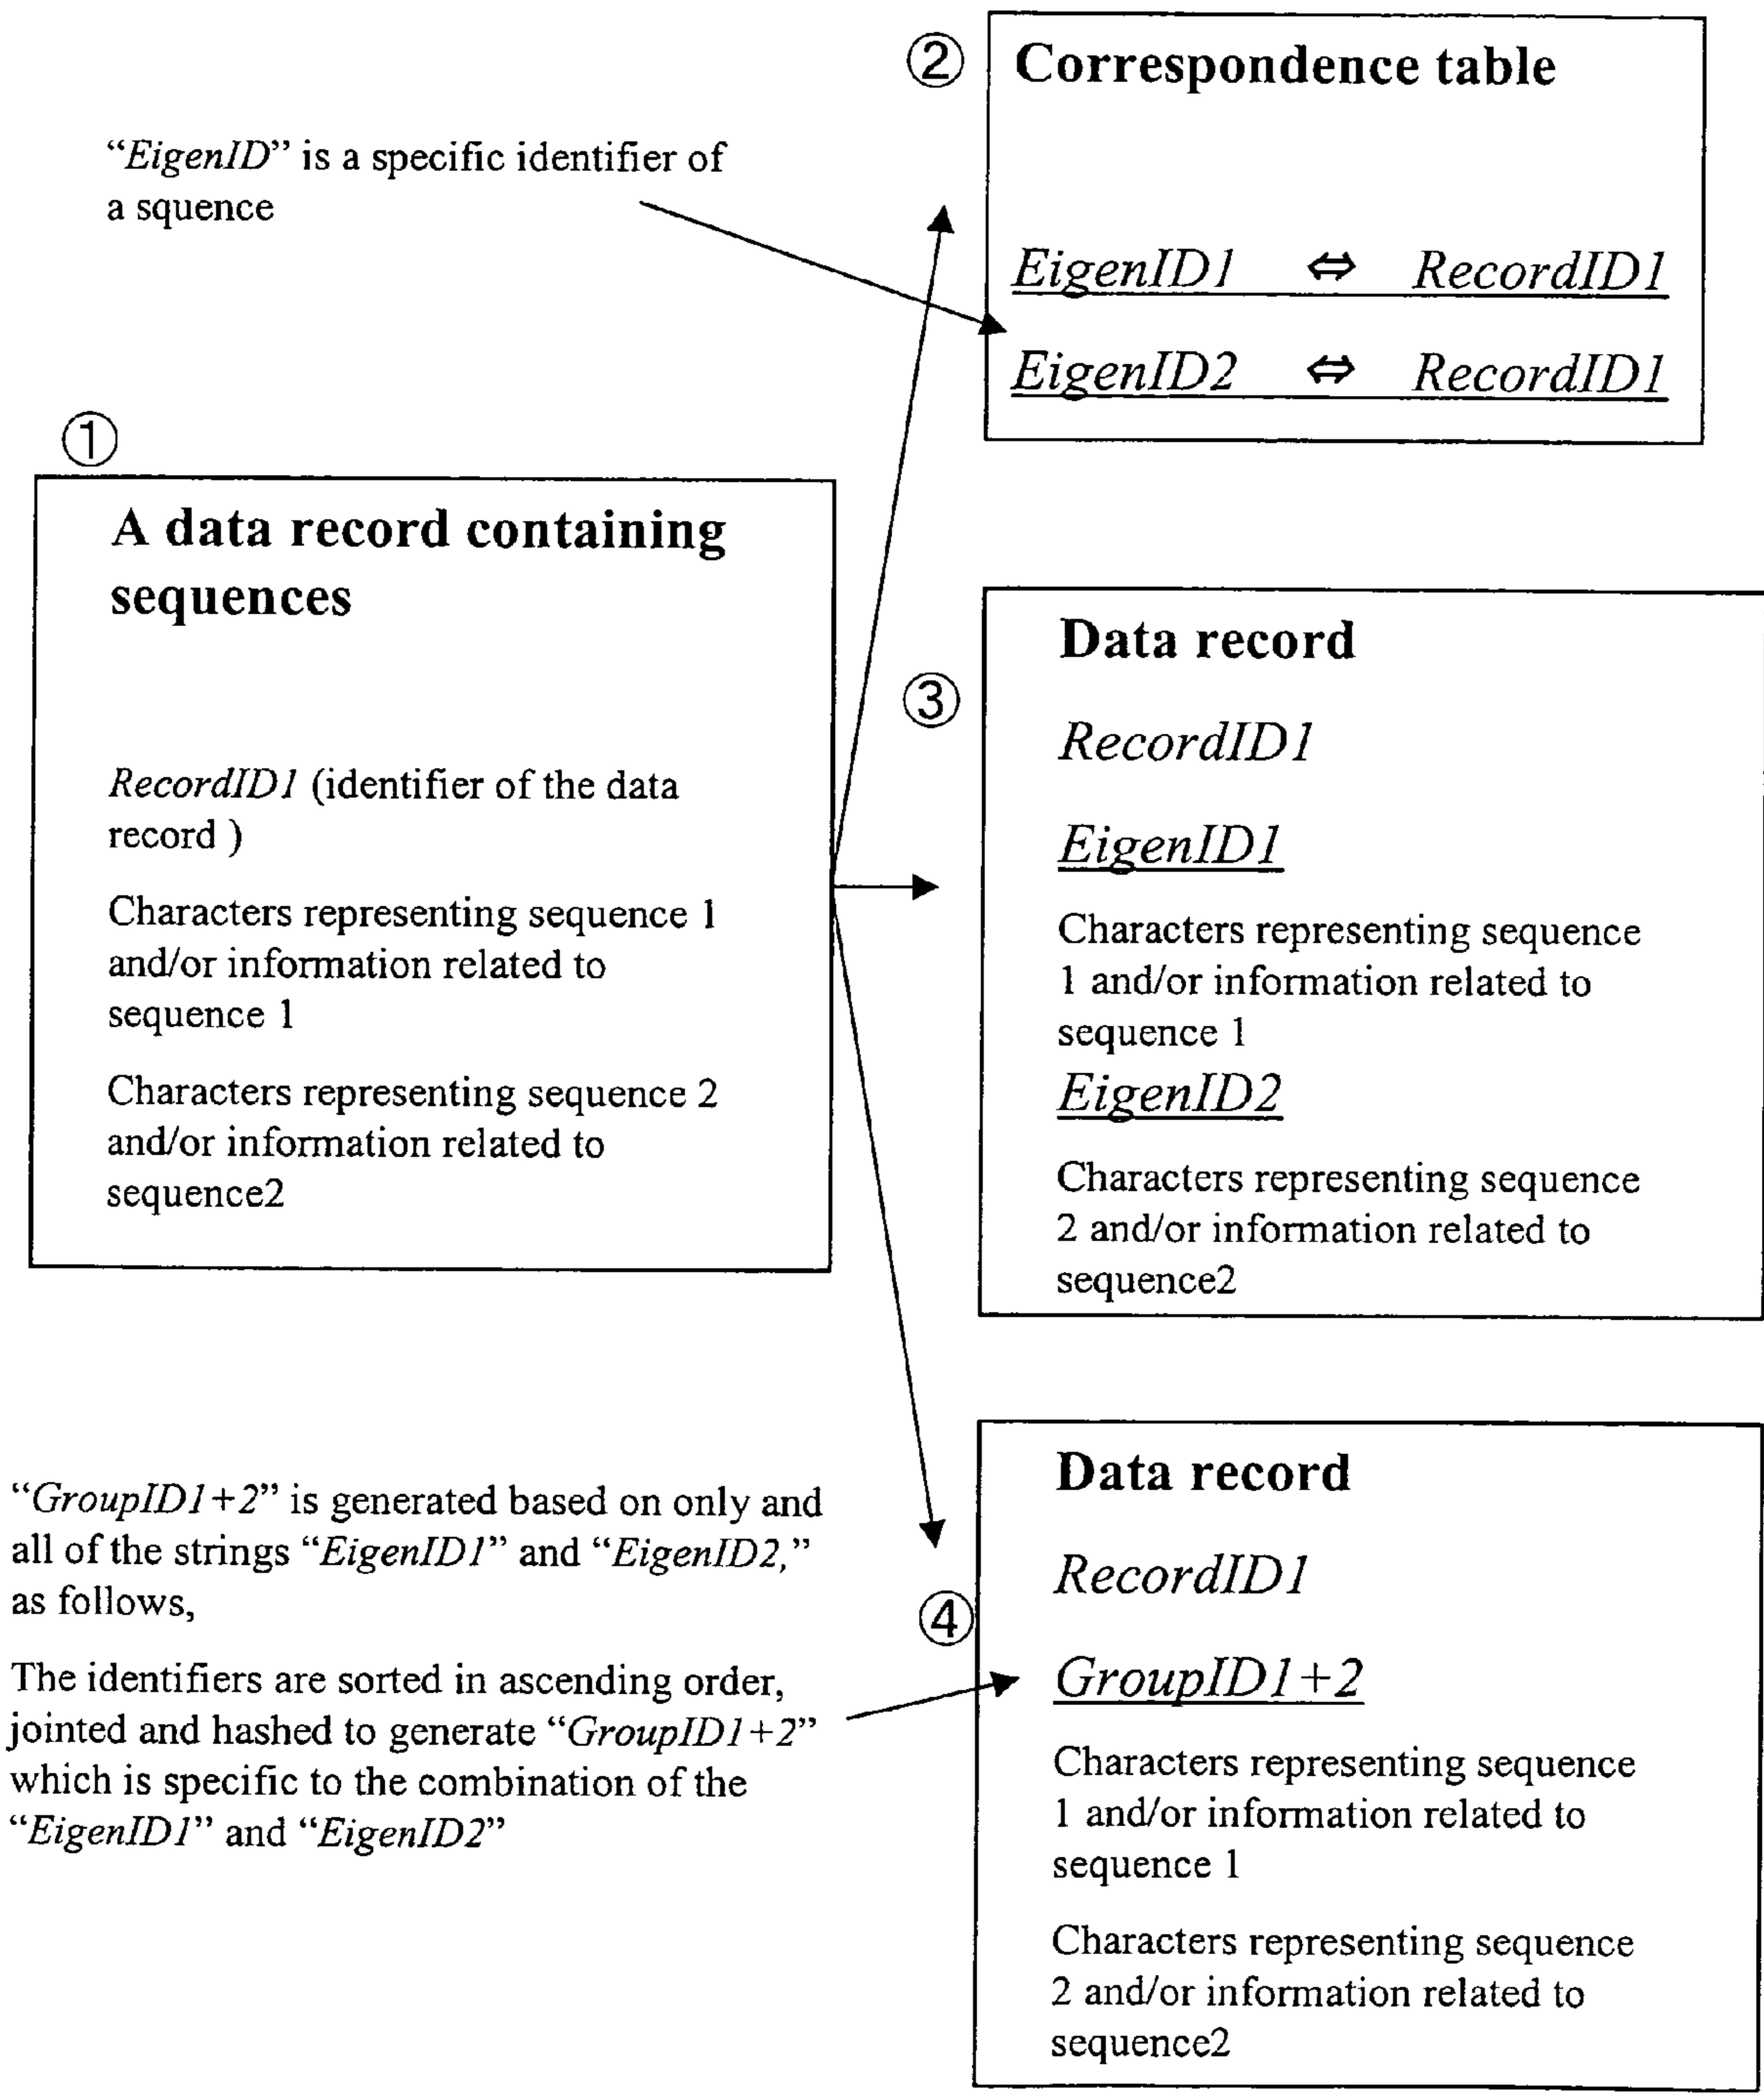 ②
Correspondence table
“EigenID” is a specific identifier of
a squence
EigenID1 ⇔ RecordID1
EigenID2 ⇔ RecordID1
①
A data record containing
sequences
RecordID1 (identifier of the data
record )
Characters representing sequence 1
and/or information related to
sequence 1
Characters representing sequence 2
and/or information related to
sequence2
③
Data record
RecordID1
EigenID1
Characters representing sequence
1 and/or information related to
sequence 1
EigenID2
Characters representing sequence
2 and/or information related to
sequence2
“GroupID1+2” is generated based on only and
all of the strings “EigenID1” and “EigenID2,”
as follows,
The identifiers are sorted in ascending order,
jointed and hashed to generate “GroupID1+2”
which is specific to the combination of the
“EigenID1” and “EigenID2”
④
Data record
RecordID1
GroupID1+2
Characters representing sequence
1 and/or information related to
sequence 1
Characters representing sequence
2 and/or information related to
sequence2